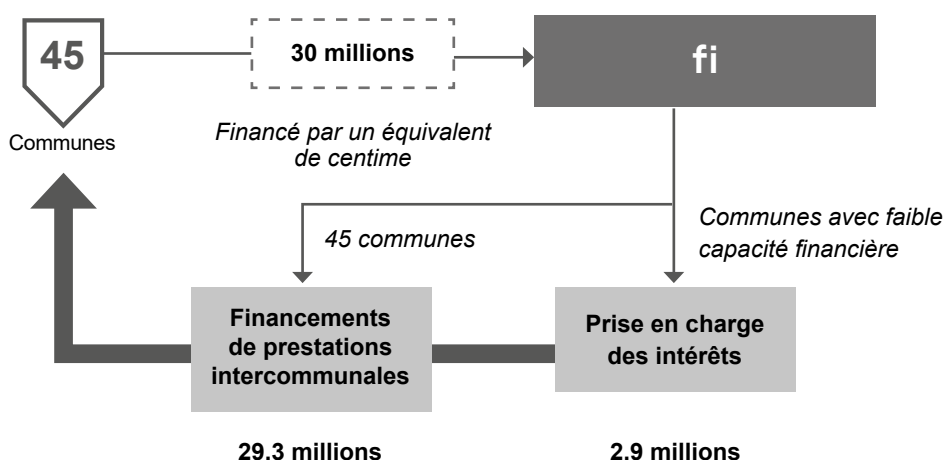 45
30 millions
fi
Communes
Financé par un équivalent
de centime
45 communes
Communes avec faible
capacité financière
Financements
de prestations
intercommunales
Prise en charge
des intérêts
29.3 millions
2.9 millions